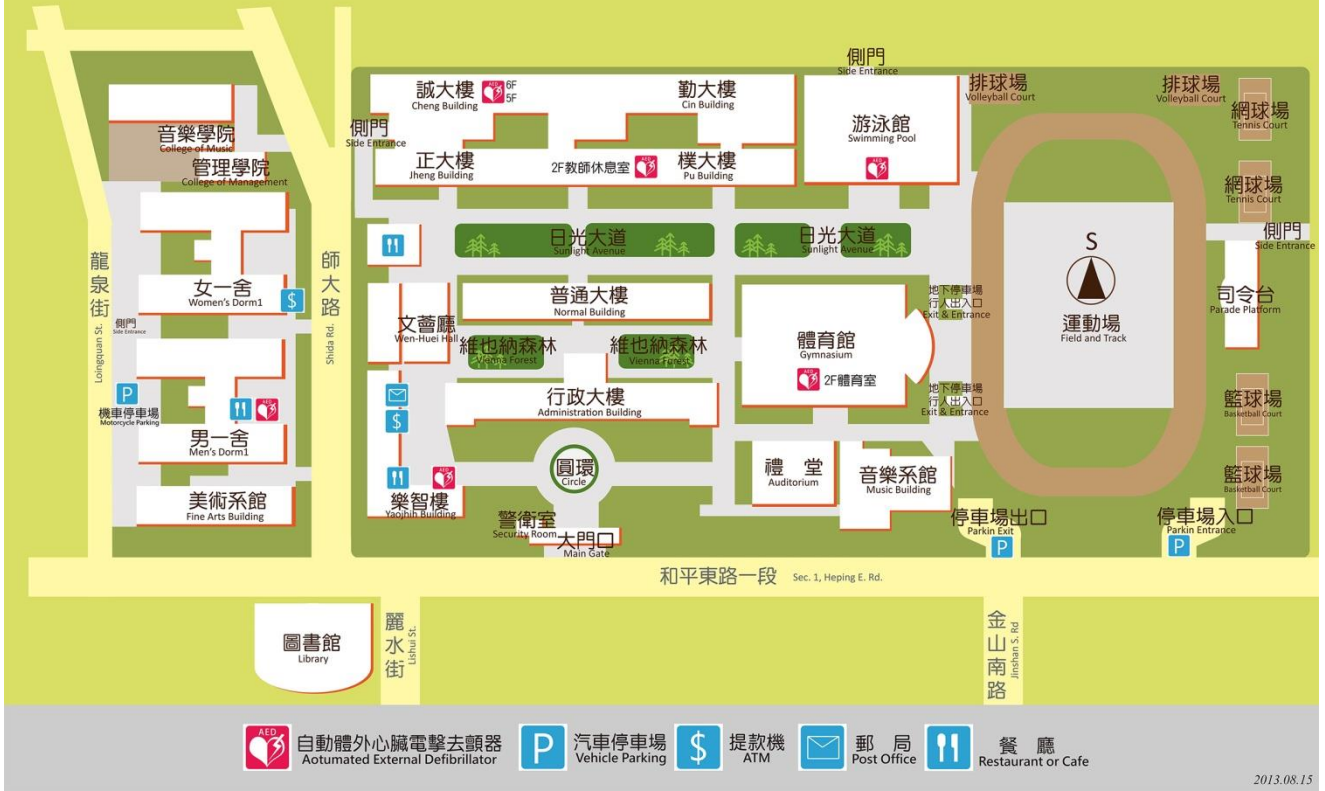 側門
Side Entrance
誠大樓
Cheng Building
AED
6F
5F
勤大樓
Cin Building
排球場
Volleyball Court
排球場
Volleyball Court
網球場
Tennis Court
音樂學院
College of Music
管理學院
College of Management
側門
Side Entrance
正大樓
Jheng Building
2F教師休息室
AED
樸大樓
Pu Building
游泳館
Swimming Pool
AED
網球場
Tennis Court
側門
Side Entrance
日光大道
Sunlight Avenue
日光大道
Sunlight Avenue
S
運動場
Field and Track
司令台
Parade Platform
龍泉街
Loingquan St.
師大路
Shida Rd.
女一舍
Women's Dorm1
$
側門
Side Entrance
文薈廳
Wen-Huei Hall
普通大樓
Normal Building
維也納森林
Vienna Forest
維也納森林
Vienna Forest
體育館
Gymnasium
AED
2F體育室
地下停車場
行人出入口
Exit & Entrance
地下停車場
行人出入口
Exit & Entrance
P
機車停車場
Motorcycle Parking
AED
男一舍
Men's Dorm1
美術系館
Fine Arts Building
$
行政大樓
Administration Building
籃球場
Basketball Court
籃球場
Basketball Court
AED
樂智樓
Yaojhih Building
圓環
Circle
禮 堂
Auditorium
音樂系館
Music Building
警衛室
Security Room
大門口
Main Gate
停車場出口
Parkin Exit
P
停車場入口
Parkin Entrance
P
和平東路一段 Sec. 1, Heping E. Rd.
圖書館
Library
麗水街
Lishui St.
金山南路
Jinshan S. Rd
AED
自動體外心臟電擊去顫器
Aotumated External Defibrillator
P
汽車停車場
Vehicle Parking
$
提款機
ATM
郵 局
Post Office
餐 廳
Restaurant or Cafe
2013.08.15